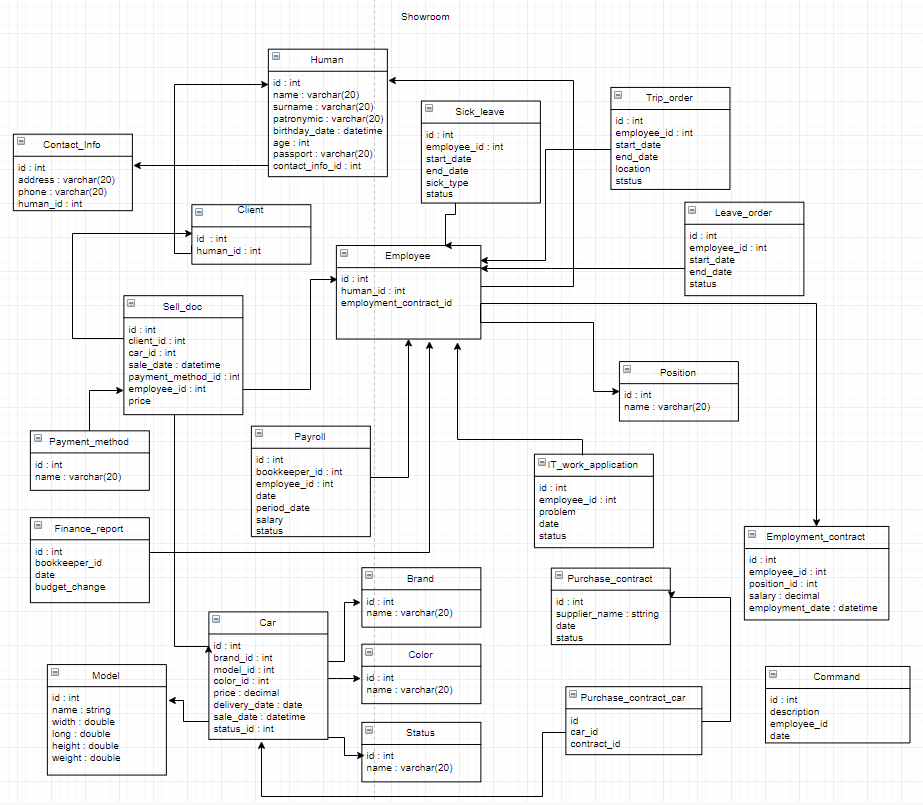 Showroom
Human
id : int
name : varchar(20)
surname : varchar(20)
patronymic : varchar(20)
birthday_date : datetime
age : int
passport : varchar(20)
contact_info_id : int
Sick_leave
id : int
employee_id : int
start_date
end_date
sick_type
status
Trip_order
id : int
employee_id : int
start_date
end_date
location
ststus
Contact_Info
id : int
address : varchar(20)
phone : varchar(20)
human_id : int
Client
id : int
human_id : int
Leave_order
id : int
employee_id : int
start_date
end_date
status
Employee
id : int
human_id : int
employment_contract_id
Sell_doc
id : int
client_id : int
car_id : int
sale_date : datetime
payment_method_id : int
employee_id : int
price
Position
id : int
name : varchar(20)
Payment_method
id : int
name : varchar(20)
Payroll
id : int
bookkeeper_id : int
employee_id : int
date
period_date
salary
status
IT_work_application
id : int
employee_id : int
problem
date
status
Finance_report
id : int
bookkeeper_id
date
budget_change
Employment_contract
id : int
employee_id : int
position_id : int
salary : decimal
employment_date : datetime
Brand
id : int
name : varchar(20)
Purchase_contract
id : int
supplier_name : sttring
date
status
Car
id : int
brand_id : int
model_id : int
color_id : int
price : decimal
delivery_date : date
sale_date : datetime
status_id : int
Color
id : int
name : varchar(20)
Model
id : int
name : string
width : double
long : double
height : double
weight : double
Status
id : int
name : varchar(20)
Purchase_contract_car
id
car_id
contract_id
Command
id : int
description
employee_id
date